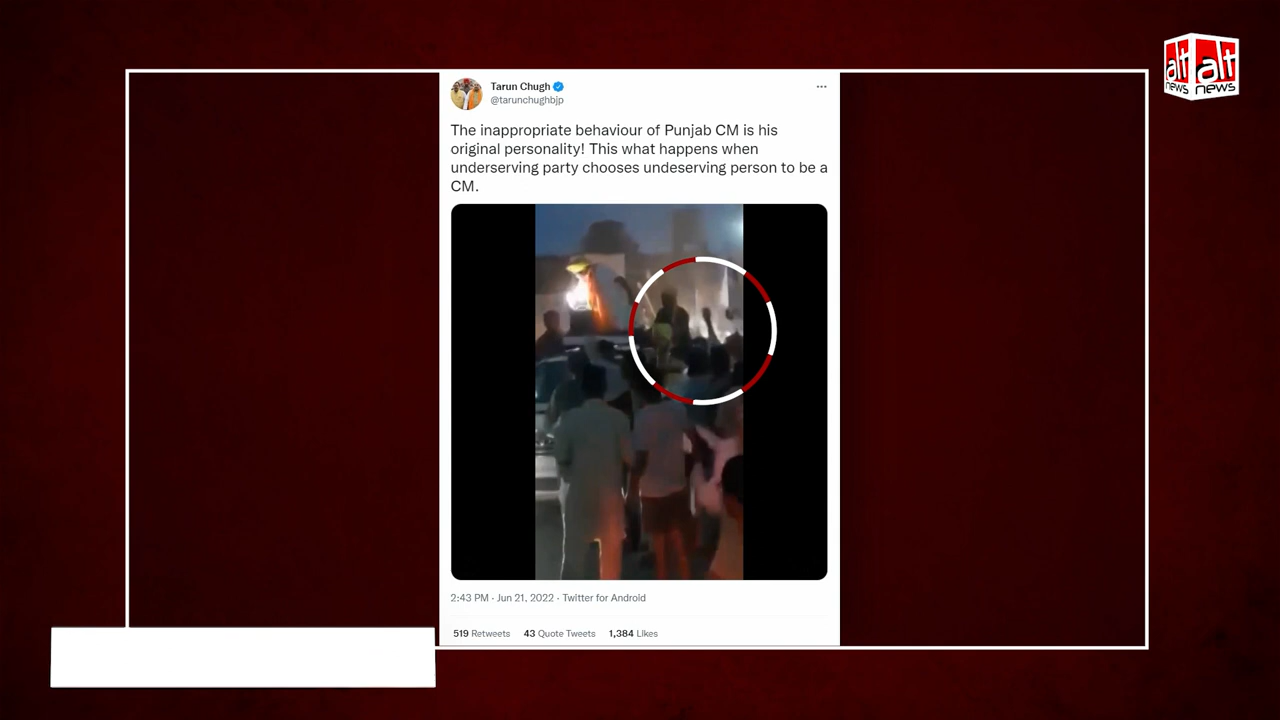 alt alt
news news
Tarun Chugh
@tarunchughbjp
The inappropriate behaviour of Punjab CM is his
original personality! This what happens when
underserving party chooses undeserving person to be a
CM.
2:43 PM · Jun 21, 2022 · Twitter for Android
519 Retweets 43 Quote Tweets 1,384 Likes